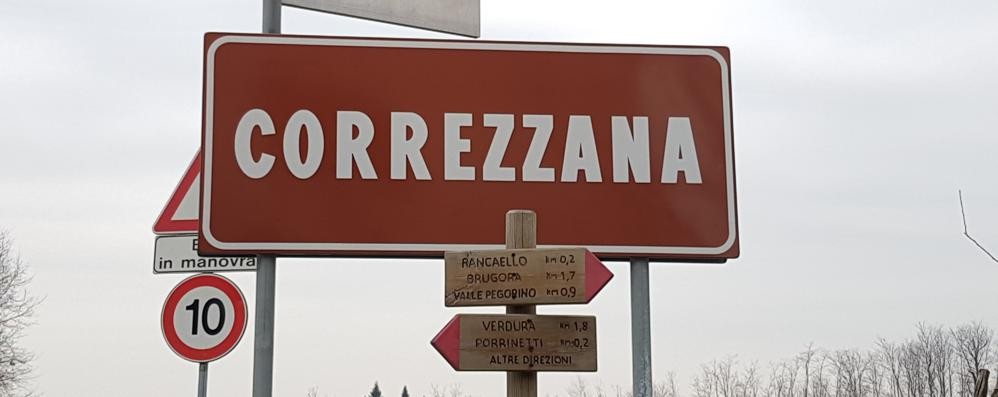 CORREZZANA
in manovra
10
RANCAELLO KM 0,2
BRUGORA KM 1,7
VALLE PEGORINO KM 0,9
VERDURA KM 1,8
PORRINETTI KM 0,2
ALTRE DIREZIONI